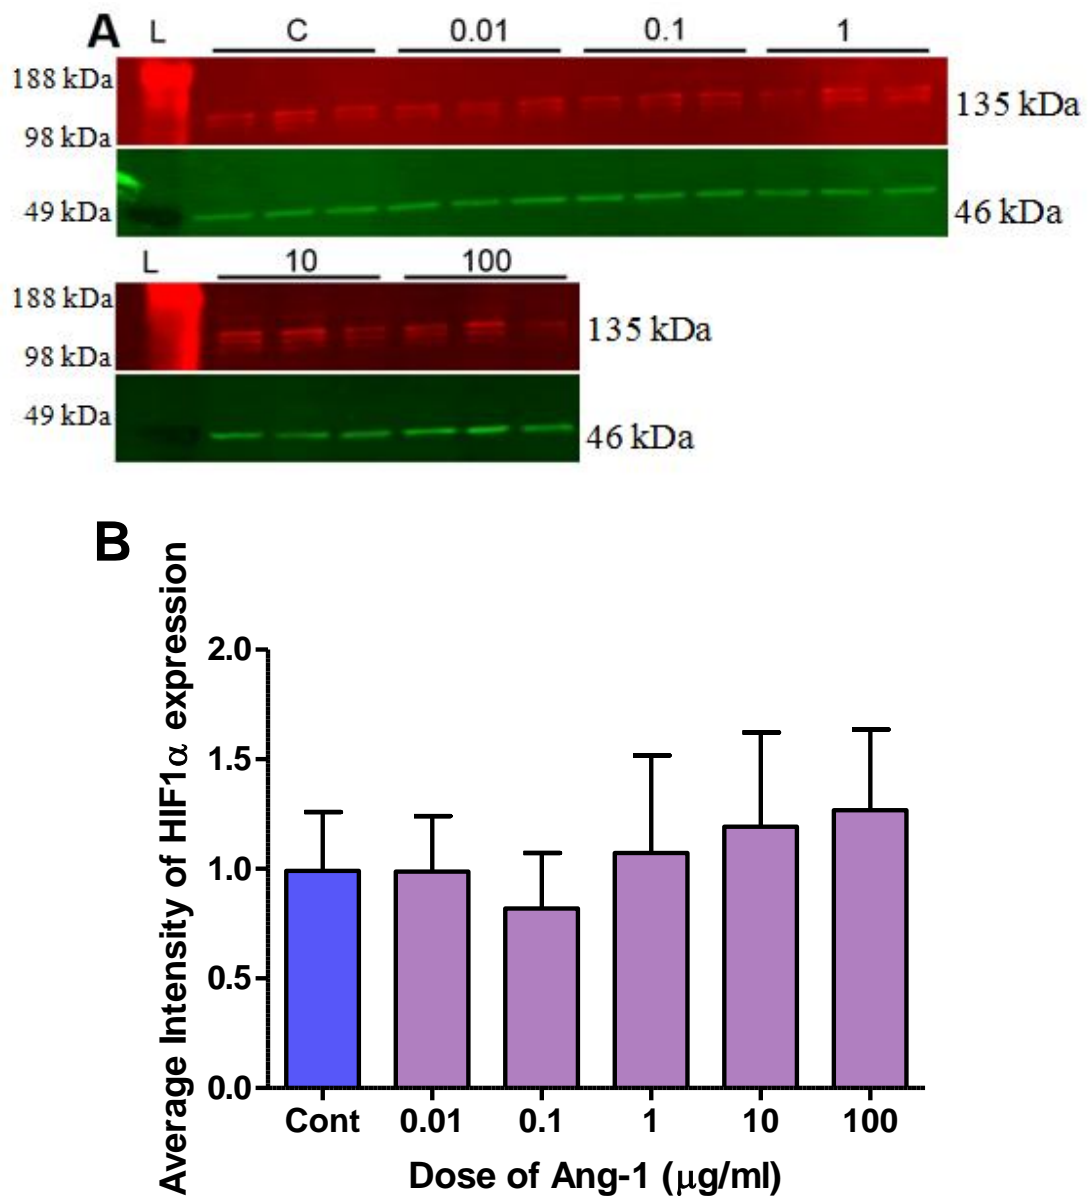 A L C 0.01 0.1 1
188 kDa
135 kDa
98 kDa
49 kDa
46 kDa
L 10 100
188 kDa
135 kDa
98 kDa
49 kDa
46 kDa
B
Average Intensity of HIF1α expression
2.0
1.5
1.0
0.5
0.0
Cont 0.01 0.1 1 10 100
Dose of Ang-1 (μg/ml)